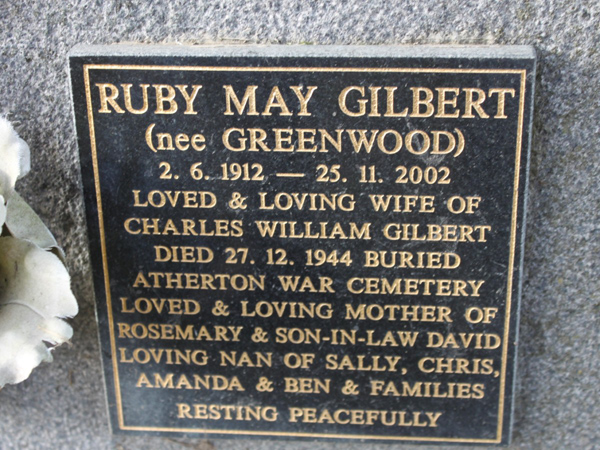 RUBY MAY GILBERT
(nee GREENWOOD)
2. 6. 1912 — 25. 11. 2002
LOVED & LOVING WIFE OF
CHARLES WILLIAM GILBERT
DIED 27. 12. 1944 BURIED
ATHERTON WAR CEMETERY
LOVED & LOVING MOTHER OF
ROSEMARY & SON-IN-LAW DAVID
LOVING NAN OF SALLY, CHRIS,
AMANDA & BEN & FAMILIES
RESTING PEACEFULLY